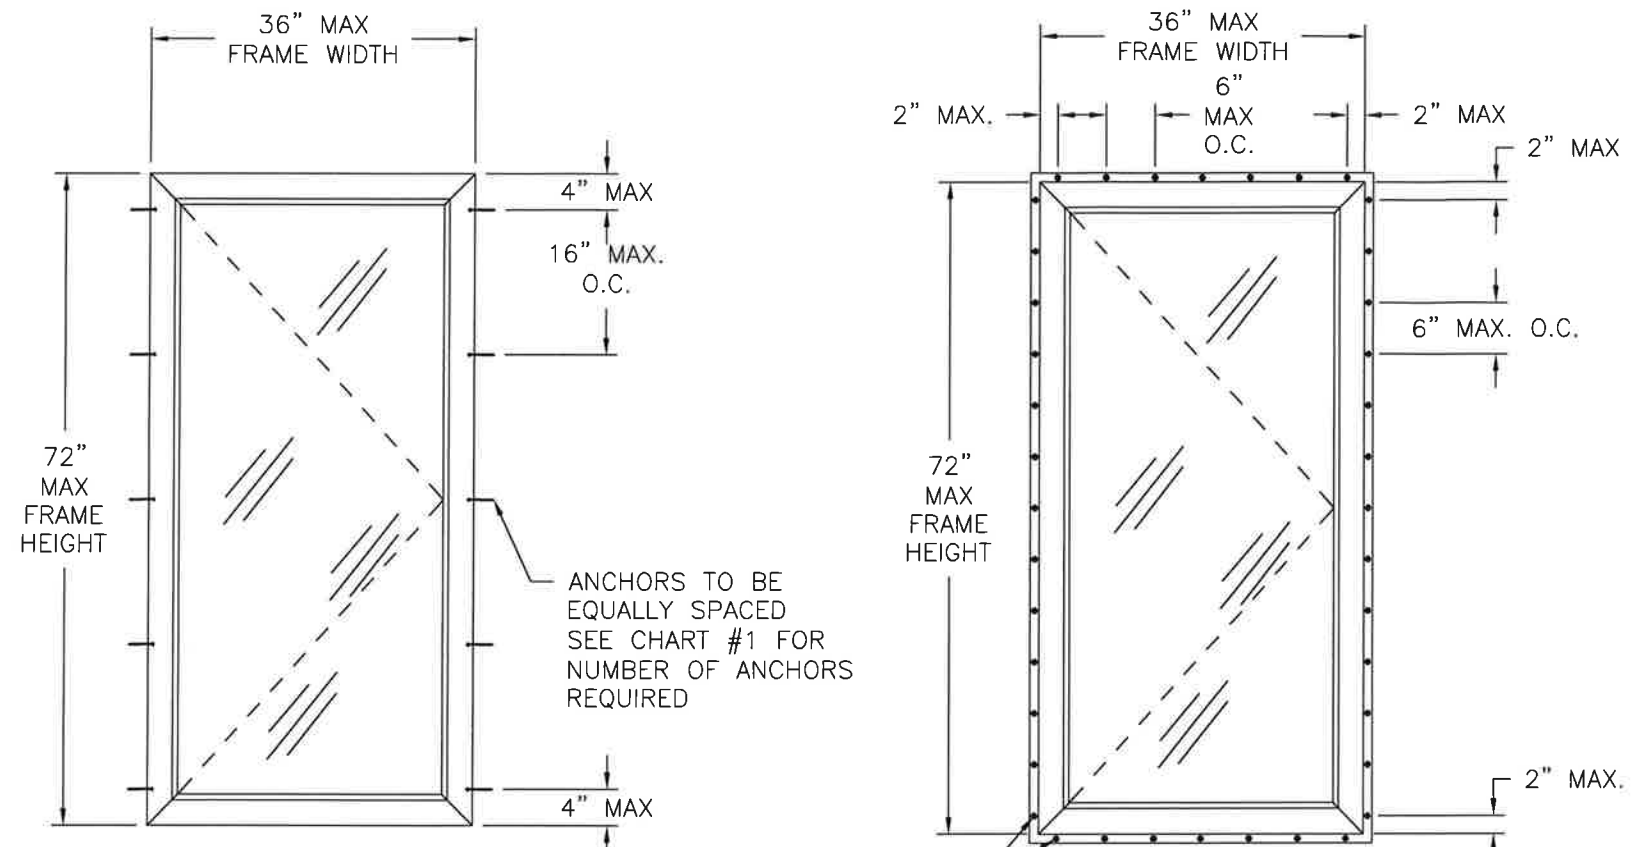 36" MAX
FRAME WIDTH
4" MAX
16" MAX.
O.C.
72"
MAX
FRAME
HEIGHT
ANCHORS TO BE
EQUALLY SPACED
SEE CHART #1 FOR
NUMBER OF ANCHORS
REQUIRED
4" MAX
36" MAX
FRAME WIDTH
6"
MAX
O.C.
2" MAX.
2" MAX
2" MAX
6" MAX. O.C.
72"
MAX
FRAME
HEIGHT
2" MAX.